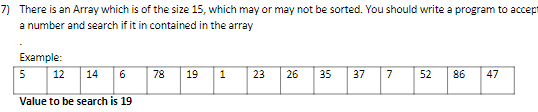 7) There is an Array which is of the size 15, which may or may not be sorted. You should write a program to accept
a number and search if it in contained in the array
.
Example:
5 12 14 6 78 19 1 23 26 35 37 7 52 86 47
Value to be search is 19